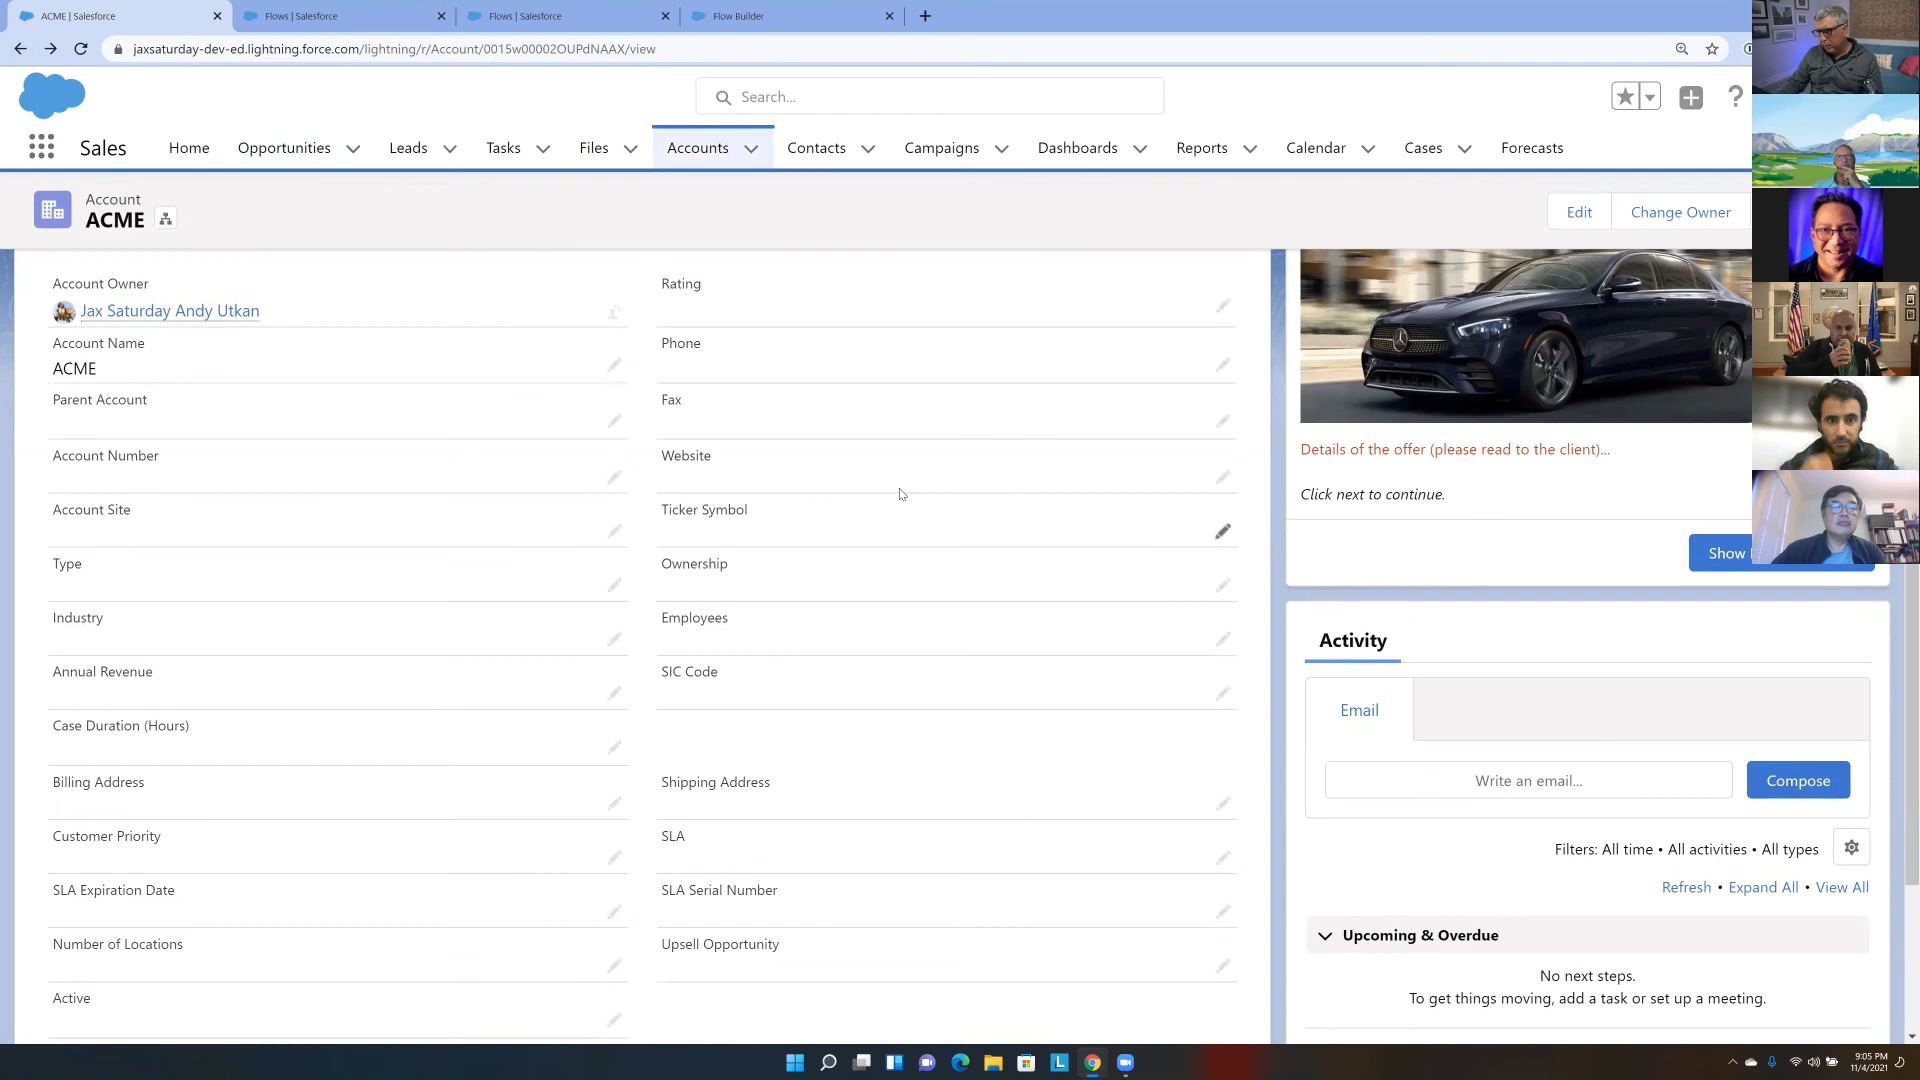 ACME | Salesforce
Flows | Salesforce
Flows | Salesforce
Flow Builder
jaxsaturday-dev-ed.lightning.force.com/lightning/r/Account/0015w00002OUPdNAAX/view
Search...
Sales
Home
Opportunities
Leads
Tasks
Files
Accounts
Contacts
Campaigns
Dashboards
Reports
Calendar
Cases
Forecasts
Account
ACME
Edit
Change Owner
Account Owner
Jax Saturday Andy Utkan
Rating
Account Name
ACME
Phone
Parent Account
Fax
Account Number
Website
Account Site
Ticker Symbol
Type
Ownership
Industry
Employees
Annual Revenue
SIC Code
Case Duration (Hours)
Billing Address
Shipping Address
Customer Priority
SLA
SLA Expiration Date
SLA Serial Number
Number of Locations
Upsell Opportunity
Active
Details of the offer (please read to the client)...
Click next to continue.
Show
Activity
Email
Write an email...
Compose
Filters: All time • All activities • All types
Refresh • Expand All • View All
Upcoming & Overdue
No next steps.
To get things moving, add a task or set up a meeting.
9:05 PM
11/4/2021